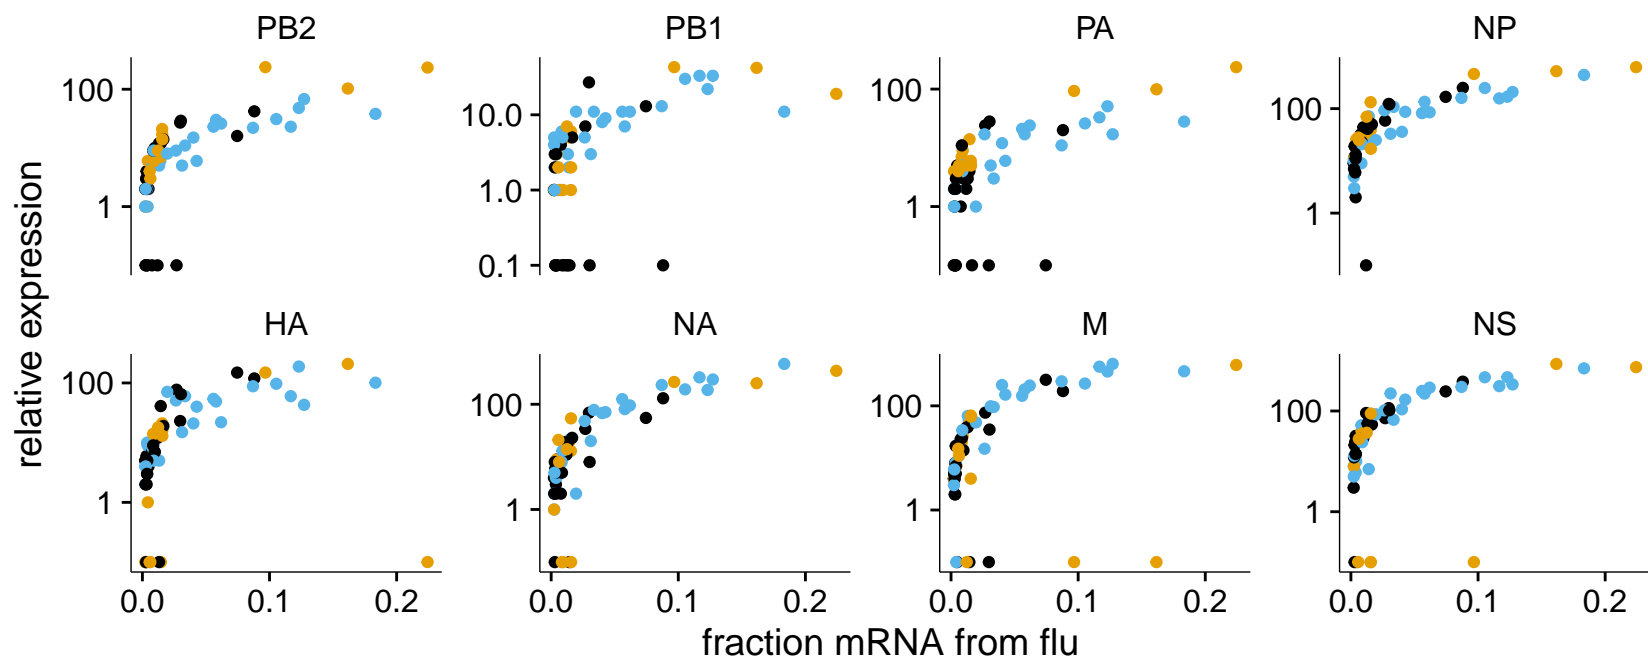 PB2 PB1 PA NP
100 10.0 100 100
1 1.0 1 1
0.1
HA NA M NS
100 100 100 100
1 1 1 1
0.0 0.1 0.2 0.0 0.1 0.2 0.0 0.1 0.2 0.0 0.1 0.2
fraction mRNA from flu
relative expression